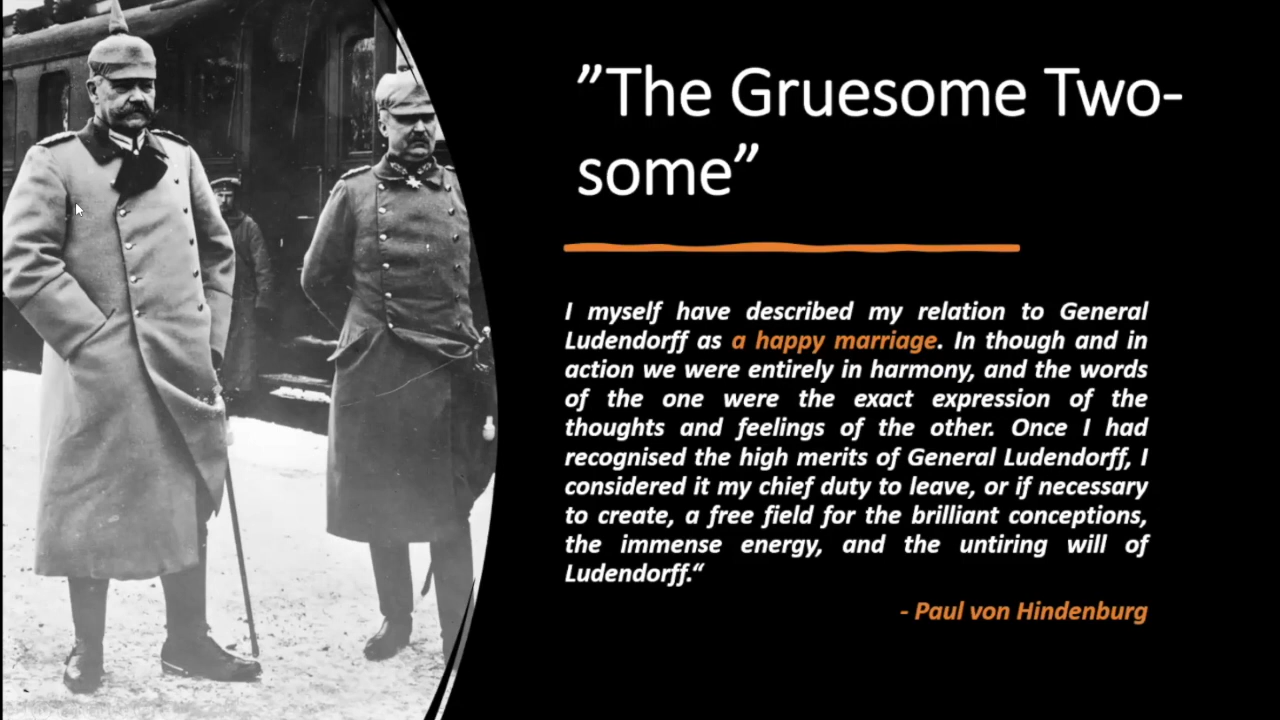 ”The Gruesome Two-
some”
I myself have described my relation to General
Ludendorff as a happy marriage. In though and in
action we were entirely in harmony, and the words
of the one were the exact expression of the
thoughts and feelings of the other. Once I had
recognised the high merits of General Ludendorff, I
considered it my chief duty to leave, or if necessary
to create, a free field for the brilliant conceptions,
the immense energy, and the untiring will of
Ludendorff.“
- Paul von Hindenburg